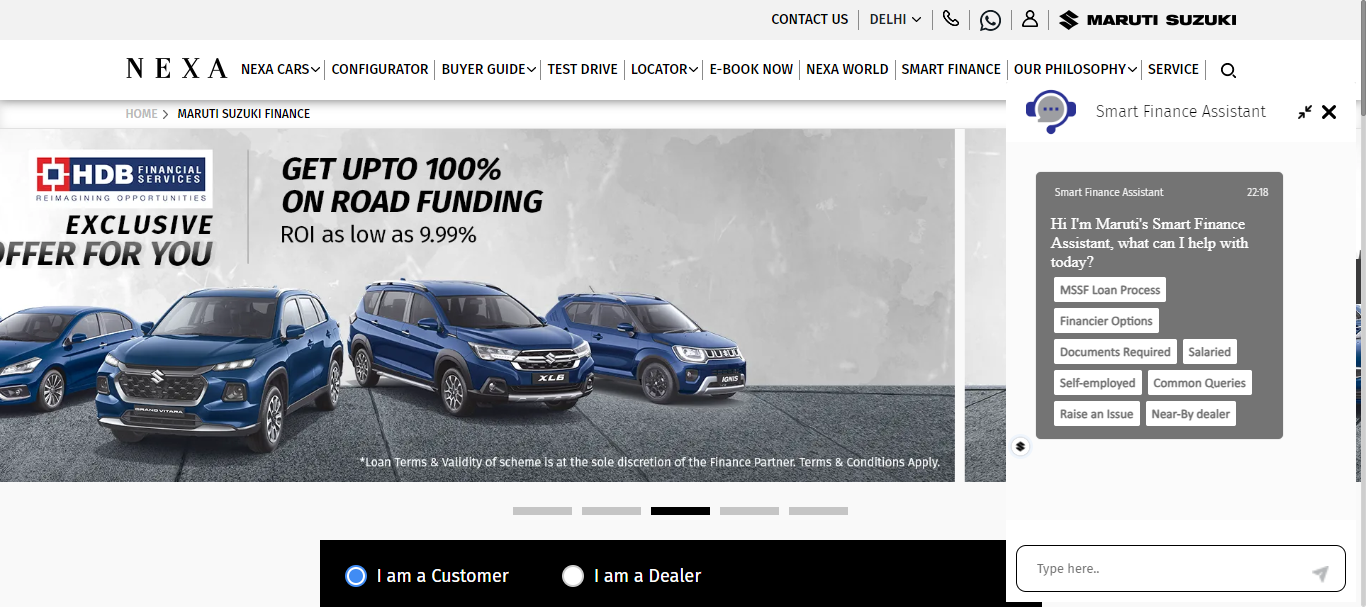 CONTACT US
DELHI
MARUTI SUZUKI
NEXA
NEXA CARS
CONFIGURATOR
BUYER GUIDE
TEST DRIVE
LOCATOR
E-BOOK NOW
NEXA WORLD
SMART FINANCE
OUR PHILOSOPHY
SERVICE
HOME
MARUTI SUZUKI FINANCE
HDB FINANCIAL SERVICES
REIMAGINING OPPORTUNITIES
EXCLUSIVE
OFFER FOR YOU
GET UPTO 100%
ON ROAD FUNDING
ROI as low as 9.99%
GRAND VITARA
XL6
IGNIS
*Loan Terms & Validity of scheme is at the sole discretion of the Finance Partner. Terms & Conditions Apply.
I am a Customer
I am a Dealer
Smart Finance Assistant
Smart Finance Assistant 22:18
Hi I'm Maruti's Smart Finance
Assistant, what can I help with
today?
MSSF Loan Process
Financier Options
Documents Required Salaried
Self-employed Common Queries
Raise an Issue Near-By dealer
Type here..